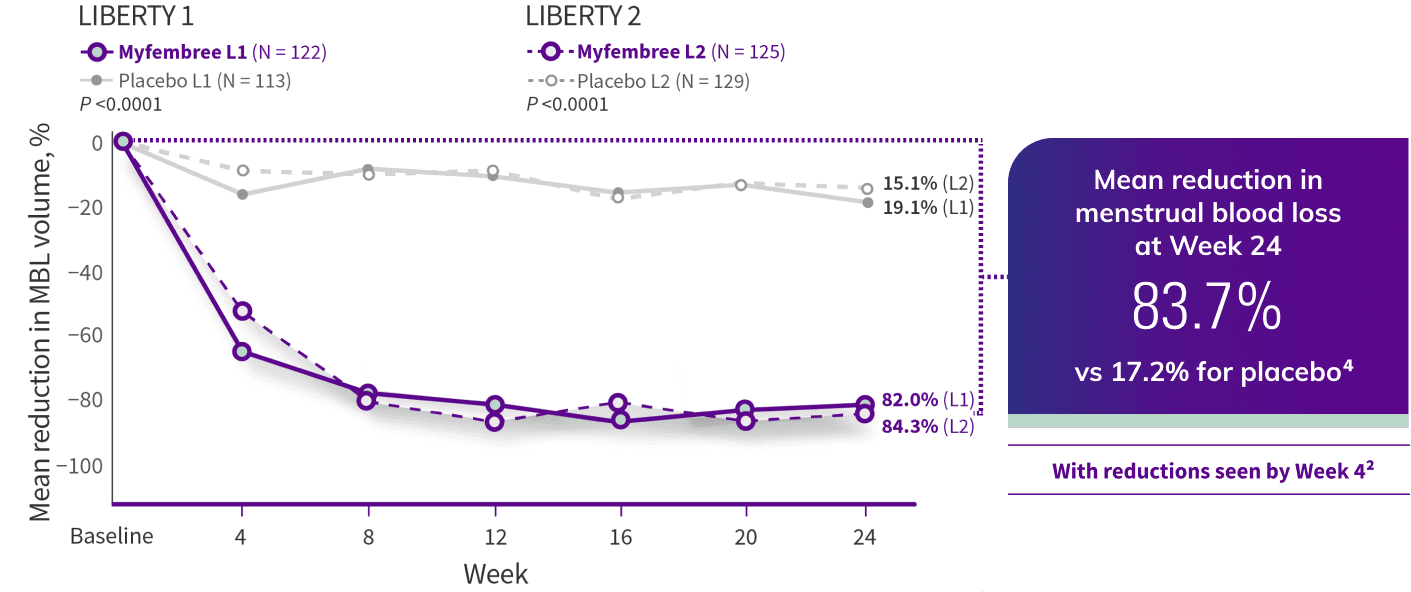 LIBERTY 1
Myfembree L1 (N = 122)
Placebo L1 (N = 113)
P <0.0001
LIBERTY 2
Myfembree L2 (N = 125)
Placebo L2 (N = 129)
P <0.0001
Mean reduction in MBL volume, %
0
−20
−40
−60
−80
−100
15.1% (L2)
19.1% (L1)
82.0% (L1)
84.3% (L2)
Baseline 4 8 12 16 20 24
Week
Mean reduction in
menstrual blood loss
at Week 24
83.7%
vs 17.2% for placebo⁴
With reductions seen by Week 4²